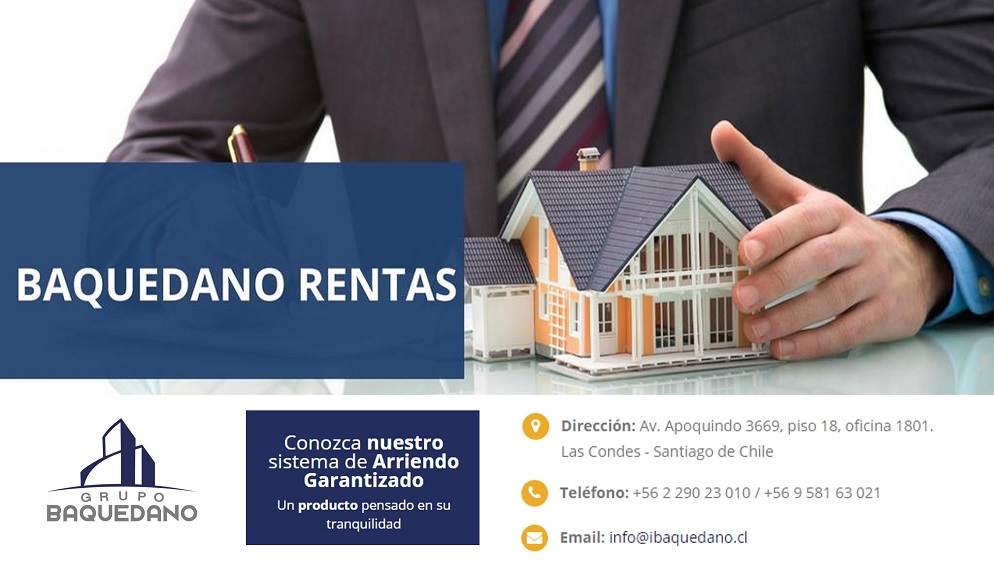 BAQUEDANO RENTAS
GRUPO
BAQUEDANO
Conozca nuestro
sistema de Arriendo
Garantizado
Un producto pensado en su
tranquilidad
Dirección: Av. Apoquindo 3669, piso 18, oficina 1801.
Las Condes - Santiago de Chile
Teléfono: +56 2 290 23 010 / +56 9 581 63 021
Email: info@ibaquedano.cl